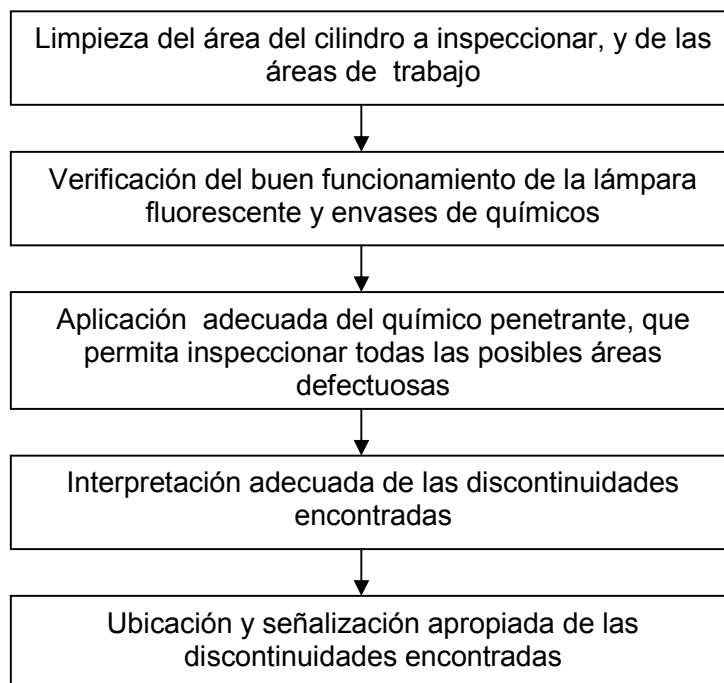 Limpieza del área del cilindro a inspeccionar, y de las
áreas de trabajo
Verificación del buen funcionamiento de la lámpara
fluorescente y envases de químicos
Aplicación adecuada del químico penetrante, que
permita inspeccionar todas las posibles áreas
defectuosas
Interpretación adecuada de las discontinuidades
encontradas
Ubicación y señalización apropiada de las
discontinuidades encontradas